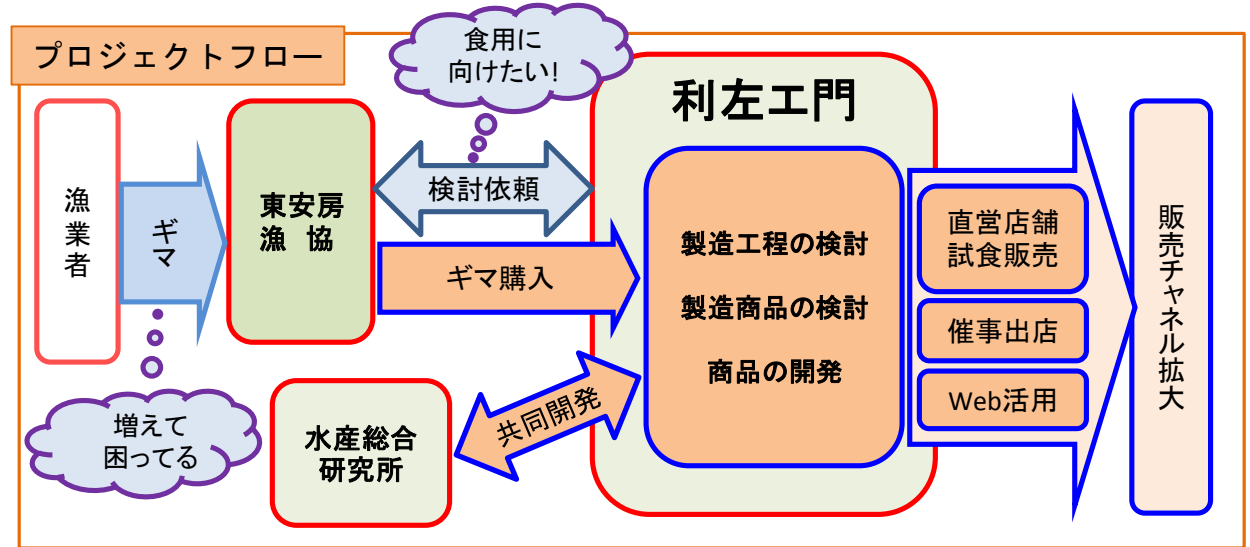 プロジェクトフロー
食用に
向けたい!
利左エ門
漁業者
ギマ
東安房
漁 協
検討依頼
ギマ購入
製造工程の検討
製造商品の検討
商品の開発
直営店舗
試食販売
催事出店
Web活用
販売チャネル拡大
増えて
困ってる
水産総合
研究所
共同開発